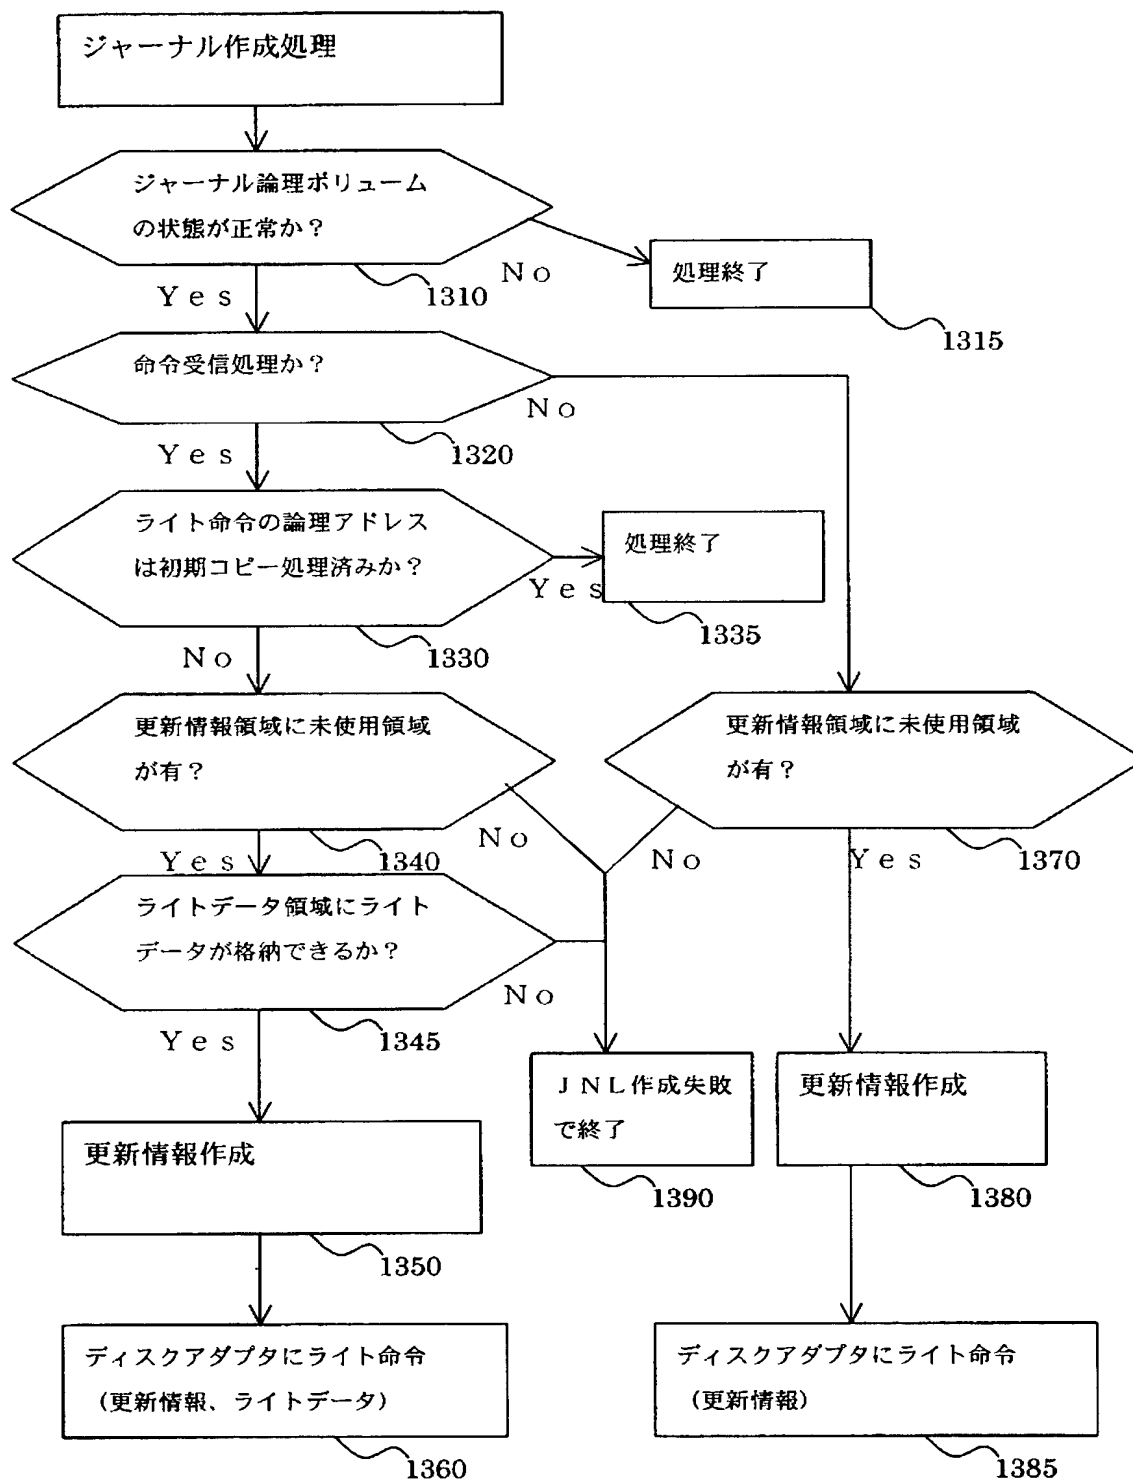 ジャーナル作成処理
ジャーナル論理ボリューム
の状態が正常か？
No
処理終了
1310
Yes
1315
命令受信処理か？
No
1320
Yes
ライト命令の論理アドレス
は初期コピー処理済みか？
処理終了
Yes
1335
1330
No
更新情報領域に未使用領域
が有？
更新情報領域に未使用領域
が有？
No
No
Yes
1340
Yes
1370
ライトデータ領域にライト
データが格納できるか？
No
1345
Yes
ＪＮＬ作成失敗
で終了
更新情報作成
更新情報作成
1390
1380
1350
ディスクアダプタにライト命令
（更新情報、ライトデータ）
ディスクアダプタにライト命令
（更新情報）
1360
1385